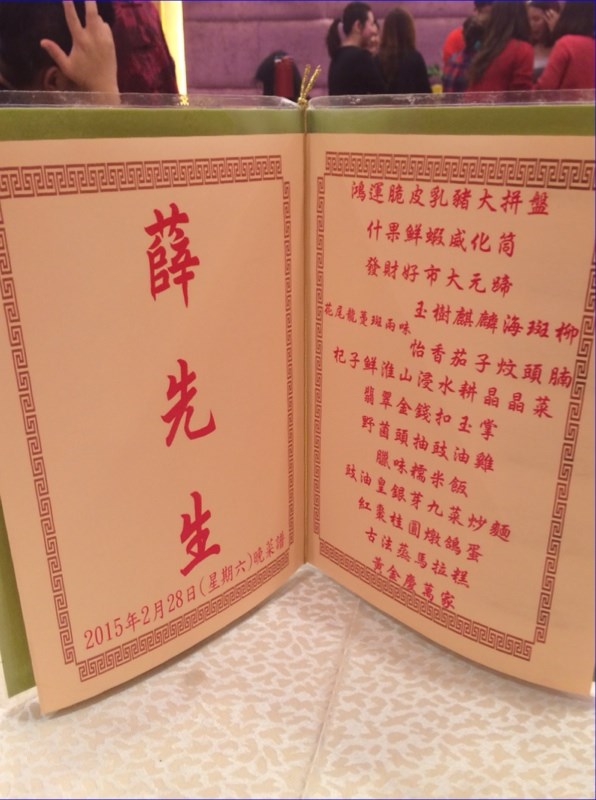 薛先生
2015年2月28日(星期六)晚菜譜
鴻運脆皮乳豬大拼盤
什果鮮蝦威化筒
發財好市大元蹄
花尾龍躉班兩味
玉樹麒麟海斑柳
怡香茄子炆頭腩
杞子鮮淮山浸水耕晶晶菜
翡翠金錢扣玉掌
野菌頭抽豉油雞
臘味糯米飯
豉油皇銀芽九菜炒麵
紅棗桂圓燉鴿蛋
古法蒸馬拉糕
黃金慶萬家